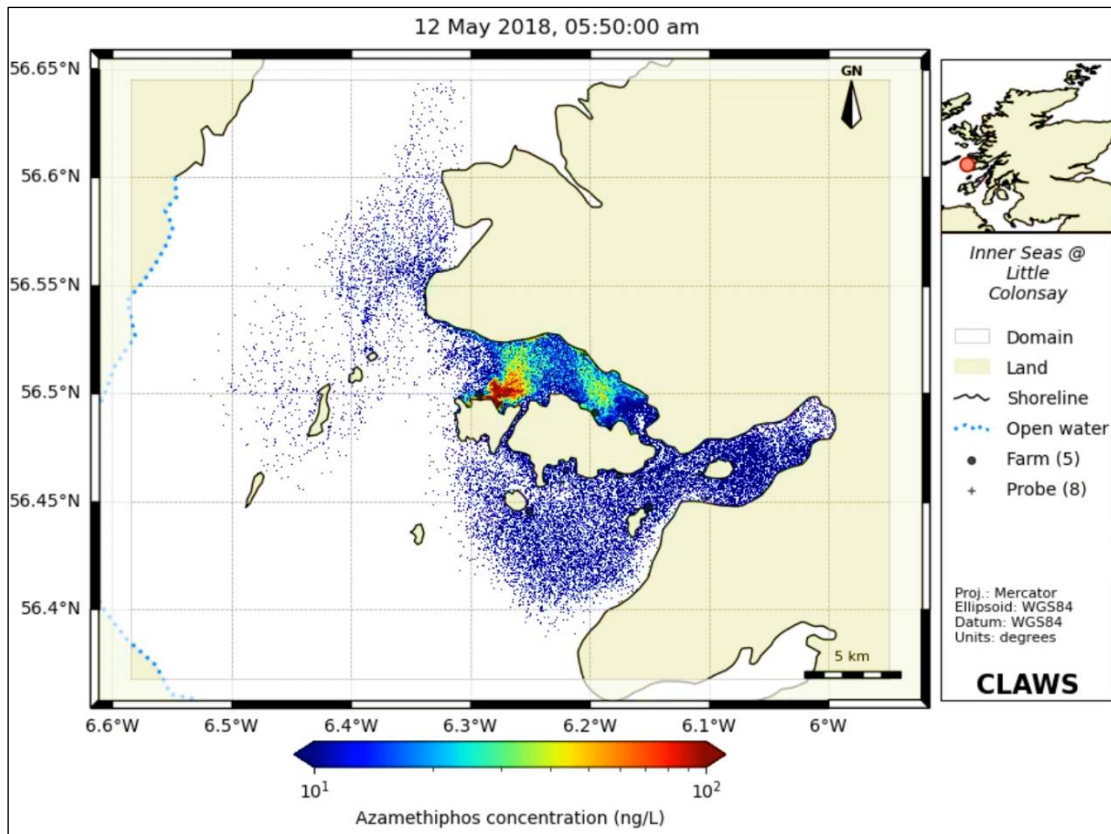 12 May 2018, 05:50:00 am
56.65°N
56.6°N
56.55°N
56.5°N
56.45°N
56.4°N
6.6°W
6.5°W
6.4°W
6.3°W
6.2°W
6.1°W
6°W
GN
5 km
Inner Seas @
Little
Colonsay
Domain
Land
Shoreline
Open water
Farm (5)
Probe (8)
Proj.: Mercator
Ellipsoid: WGS84
Datum: WGS84
Units: degrees
CLAWS
10¹
10²
Azamethiphos concentration (ng/L)